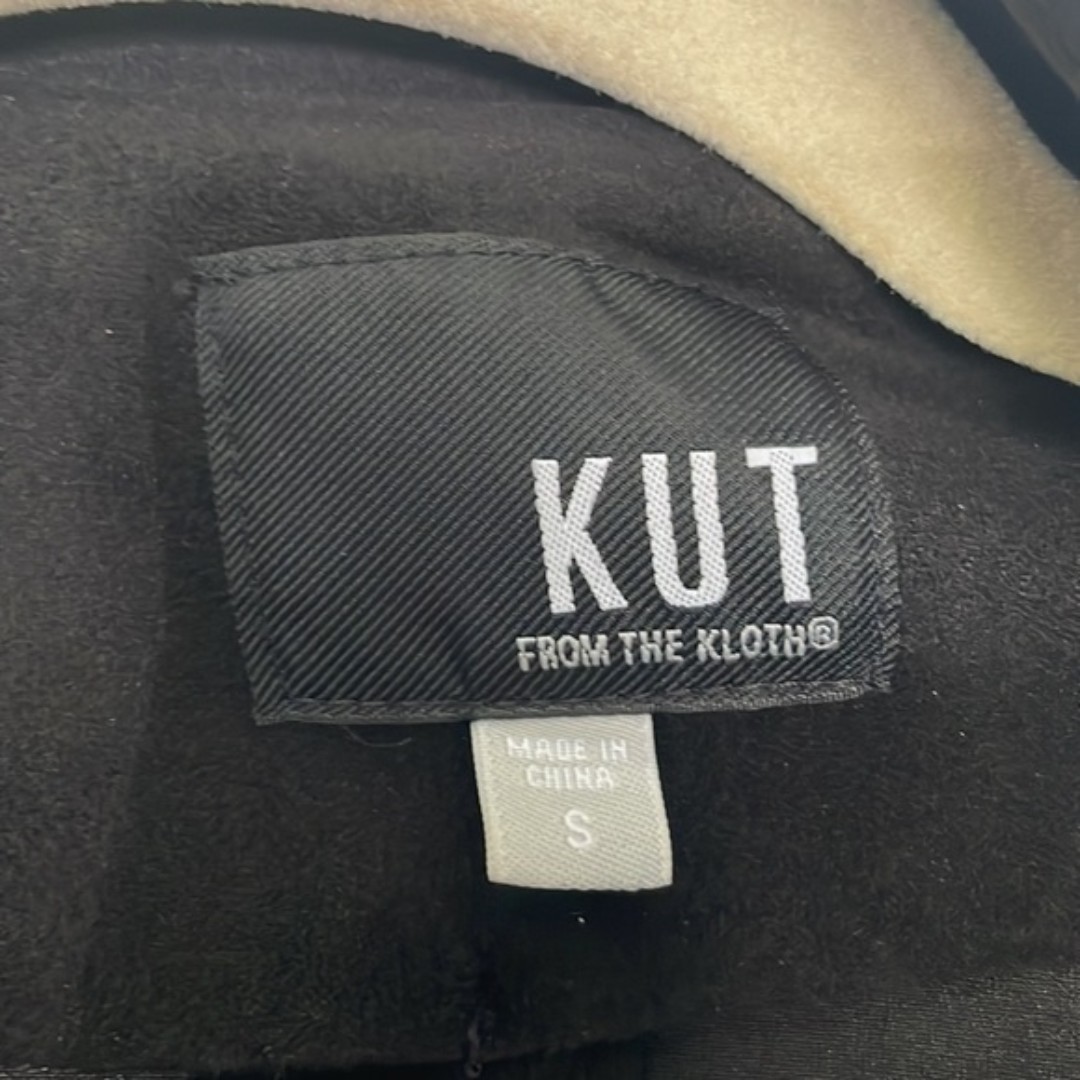 KUT
FROM THE KLOTH®
MADE IN
CHINA
S